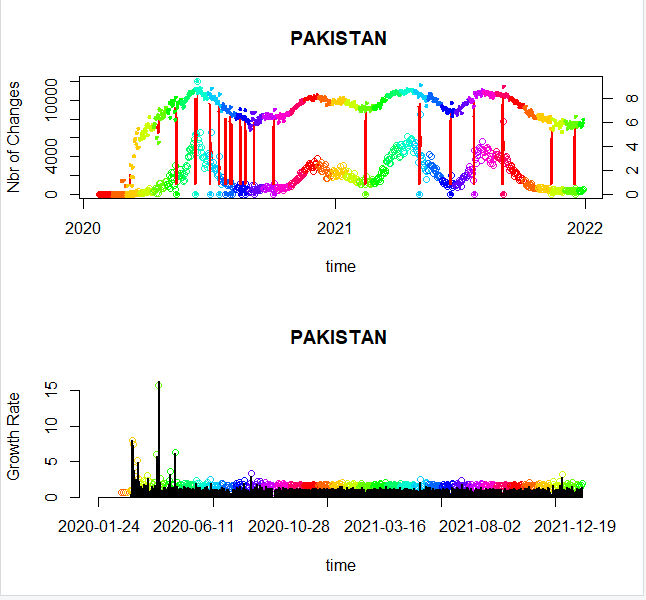 PAKISTAN
Nbr of Changes
0 4000 10000
0 2 4 6 8
2020 2021 2022
time
PAKISTAN
Growth Rate
0 5 10 15
2020-01-24 2020-06-11 2020-10-28 2021-03-16 2021-08-02 2021-12-19
time